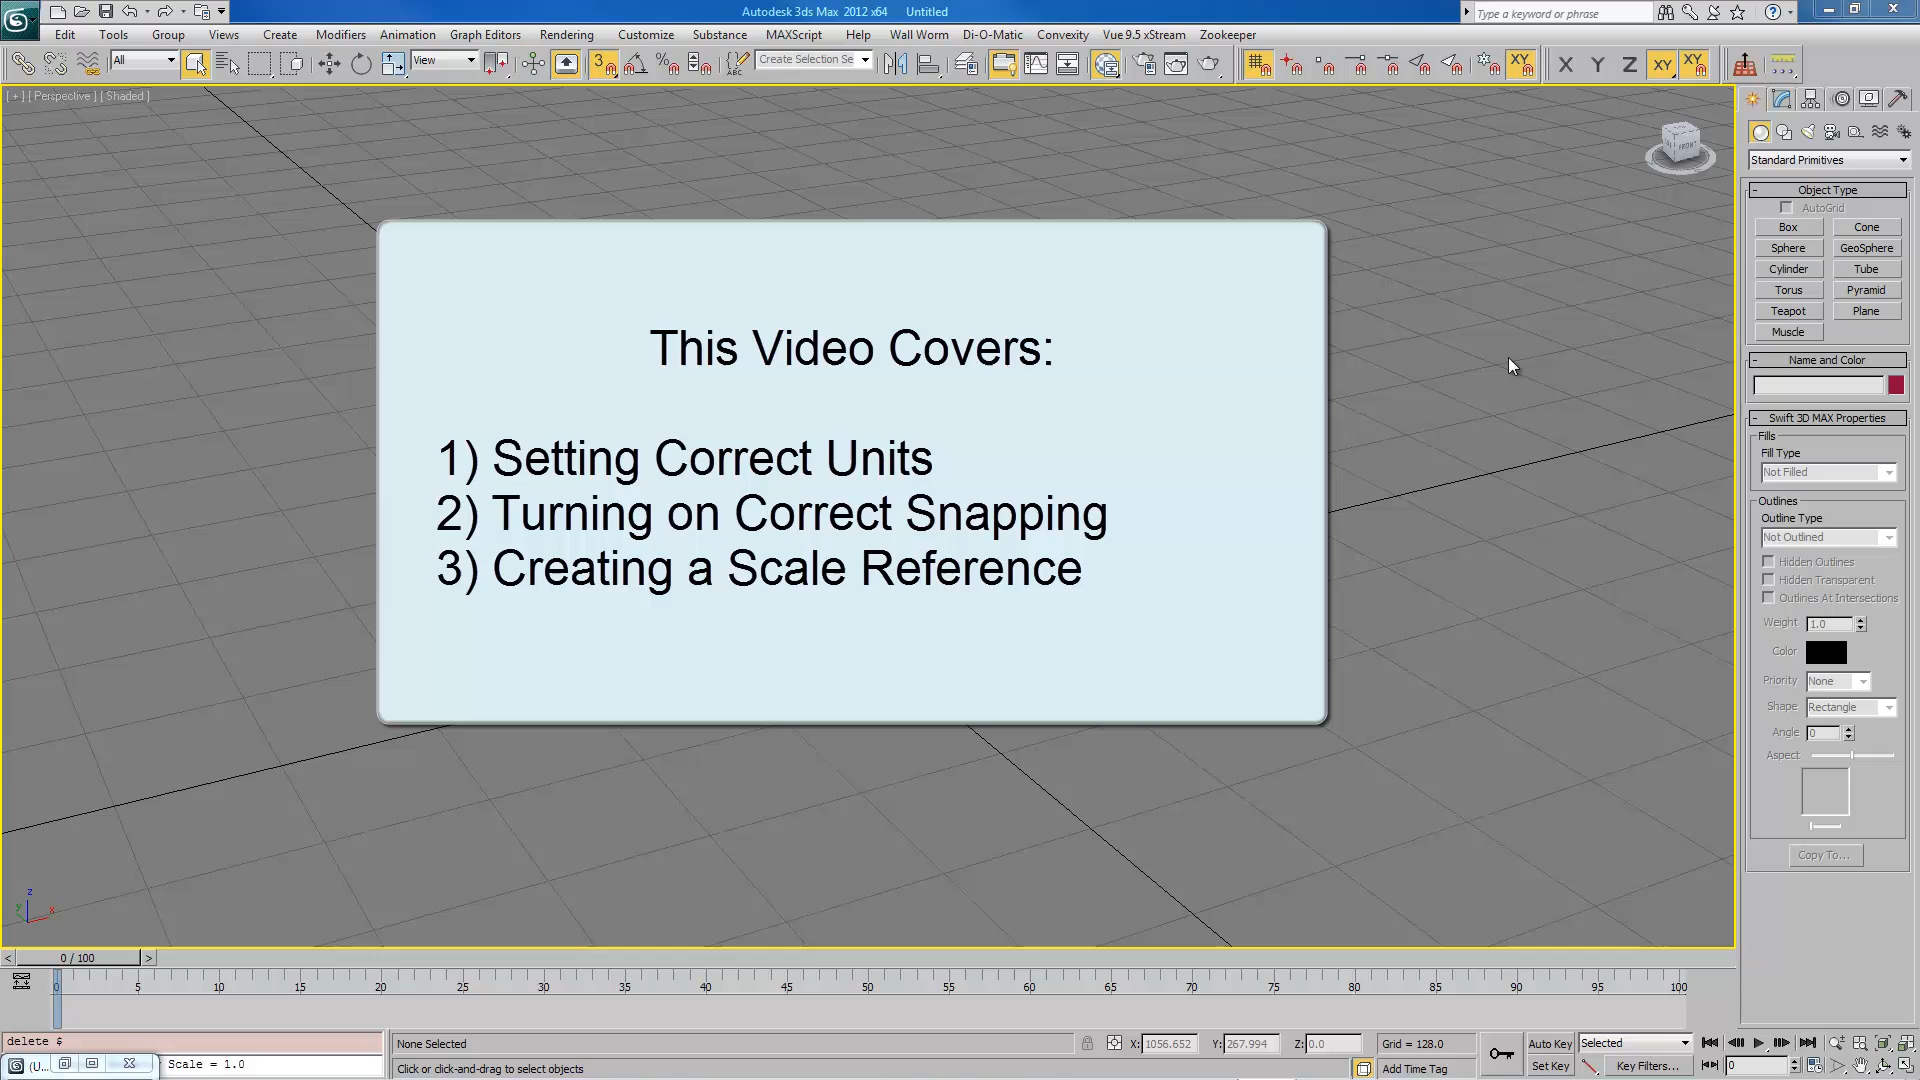 Autodesk 3ds Max 2012 x64 Untitled
Type a keyword or phrase
Edit Tools Group Views Create Modifiers Animation Graph Editors Rendering Customize Substance MAXScript Help Wall Worm Di-O-Matic Convexity Vue 9.5 xStream Zookeeper
All View 3 ABC Create Selection Se XY X Y Z XY XY
[ + ] [ Perspective ] [ Shaded ]
FRONT
Standard Primitives
- Object Type
AutoGrid
Box Cone
Sphere GeoSphere
Cylinder Tube
Torus Pyramid
Teapot Plane
Muscle
- Name and Color
- Swift 3D MAX Properties
Fills
Fill Type
Not Filled
Outlines
Outline Type
Not Outlined
Hidden Outlines
Hidden Transparent
Outlines At Intersections
Weight 1.0
Color
Priority None
Shape Rectangle
Angle 0
Aspect
Copy To...
This Video Covers:
1) Setting Correct Units
2) Turning on Correct Snapping
3) Creating a Scale Reference
z
y x
< 0 / 100 >
0 5 10 15 20 25 30 35 40 45 50 55 60 65 70 75 80 85 90 95 100
delete $
(U... Scale = 1.0
None Selected X: 1056.652 Y: 267.994 Z: 0.0 Grid = 128.0
Click or click-and-drag to select objects Add Time Tag
Auto Key Selected
Set Key Key Filters... 0